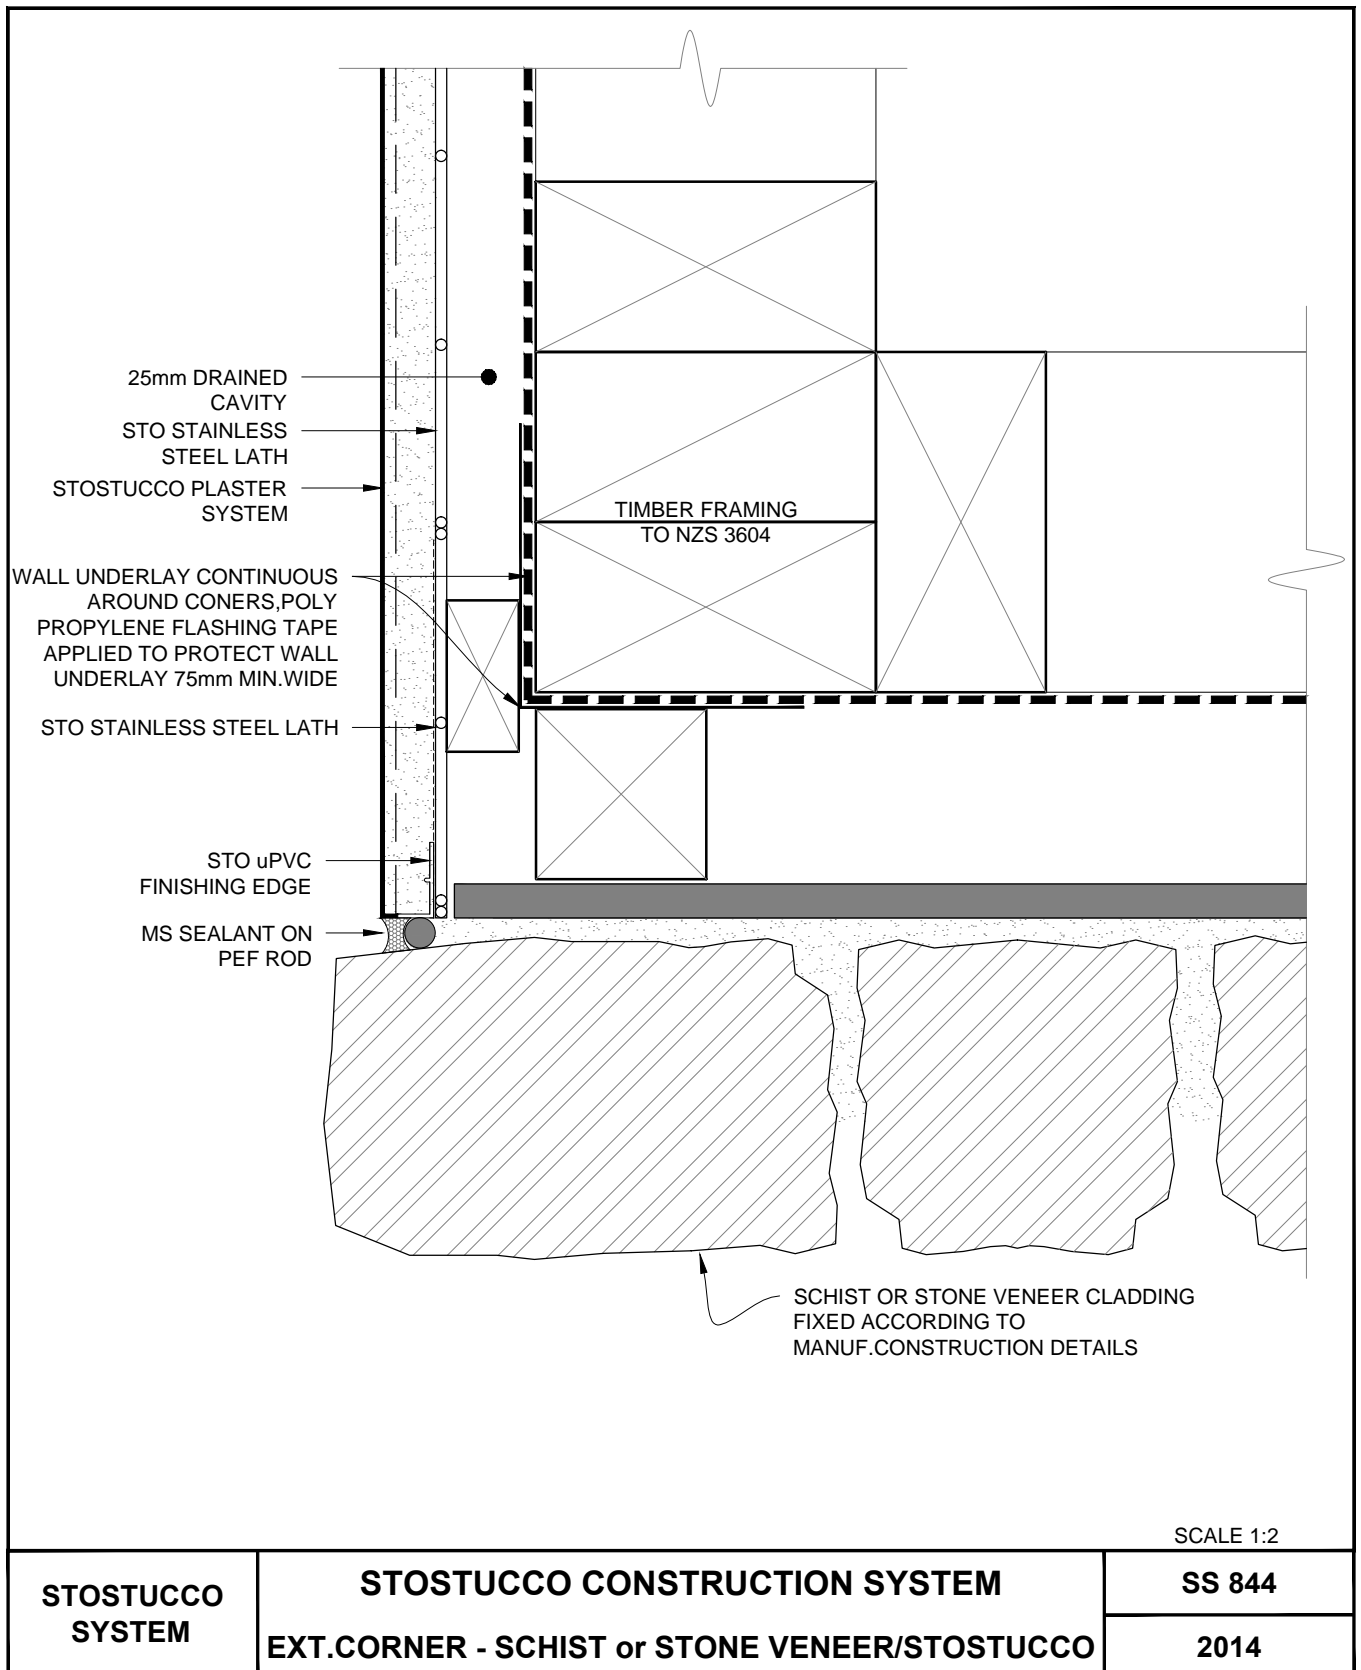 25mm DRAINED
CAVITY
STO STAINLESS
STEEL LATH
STOSTUCCO PLASTER
SYSTEM
TIMBER FRAMING
TO NZS 3604
WALL UNDERLAY CONTINUOUS
AROUND CONERS,POLY
PROPYLENE FLASHING TAPE
APPLIED TO PROTECT WALL
UNDERLAY 75mm MIN.WIDE
STO STAINLESS STEEL LATH
STO uPVC
FINISHING EDGE
MS SEALANT ON
PEF ROD
SCHIST OR STONE VENEER CLADDING
FIXED ACCORDING TO
MANUF.CONSTRUCTION DETAILS
SCALE 1:2
STOSTUCCO
SYSTEM
STOSTUCCO CONSTRUCTION SYSTEM
EXT.CORNER - SCHIST or STONE VENEER/STOSTUCCO
SS 844
2014